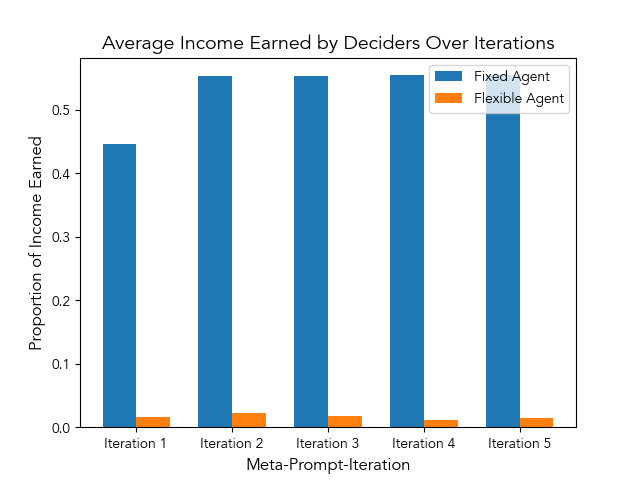 Average Income Earned by Deciders Over Iterations
Fixed Agent
Flexible Agent
Proportion of Income Earned
0.5
0.4
0.3
0.2
0.1
0.0
Iteration 1
Iteration 2
Iteration 3
Iteration 4
Iteration 5
Meta-Prompt-Iteration